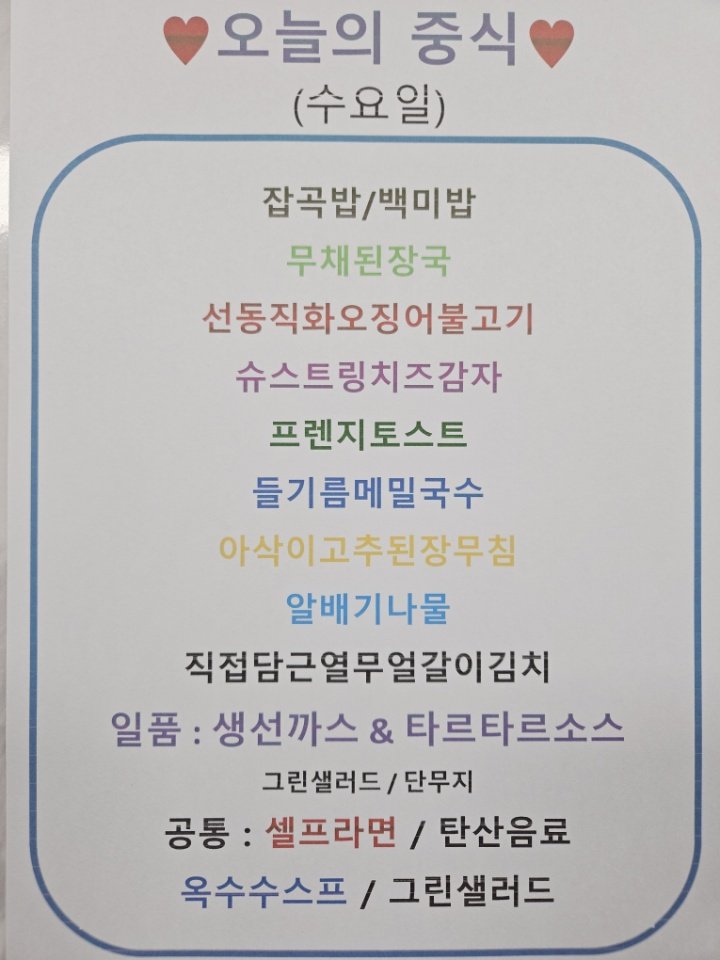 ♥오늘의 중식♥
(수요일)
잡곡밥/백미밥
무채된장국
선동직화오징어불고기
슈스트링치즈감자
프렌지토스트
들기름메밀국수
아삭이고추된장무침
알배기나물
직접담근열무얼갈이김치
일품 : 생선까스 & 타르타르소스
그린샐러드 / 단무지
공통 : 셀프라면 / 탄산음료
옥수수스프 / 그린샐러드